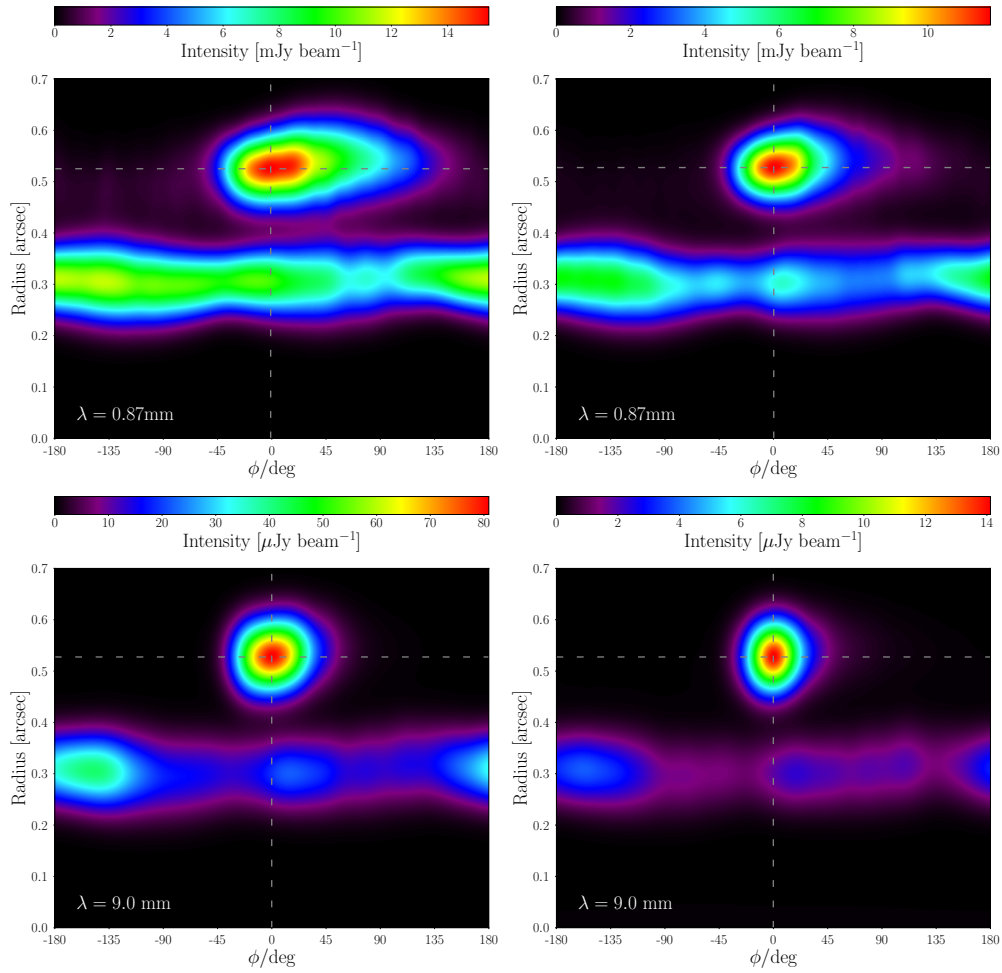 0 2 4 6 8 10 12 14
Intensity [mJy beam⁻¹]
0.7
0.6
0.5
0.4
0.3
0.2
0.1
0.0
Radius [arcsec]
λ = 0.87mm
-180 -135 -90 -45 0 45 90 135 180
ϕ/deg
0 2 4 6 8 10
Intensity [mJy beam⁻¹]
0.7
0.6
0.5
0.4
0.3
0.2
0.1
0.0
Radius [arcsec]
λ = 0.87mm
-180 -135 -90 -45 0 45 90 135 180
ϕ/deg
0 10 20 30 40 50 60 70 80
Intensity [μJy beam⁻¹]
0.7
0.6
0.5
0.4
0.3
0.2
0.1
0.0
Radius [arcsec]
λ = 9.0 mm
-180 -135 -90 -45 0 45 90 135 180
ϕ/deg
0 2 4 6 8 10 12 14
Intensity [μJy beam⁻¹]
0.7
0.6
0.5
0.4
0.3
0.2
0.1
0.0
Radius [arcsec]
λ = 9.0 mm
-180 -135 -90 -45 0 45 90 135 180
ϕ/deg